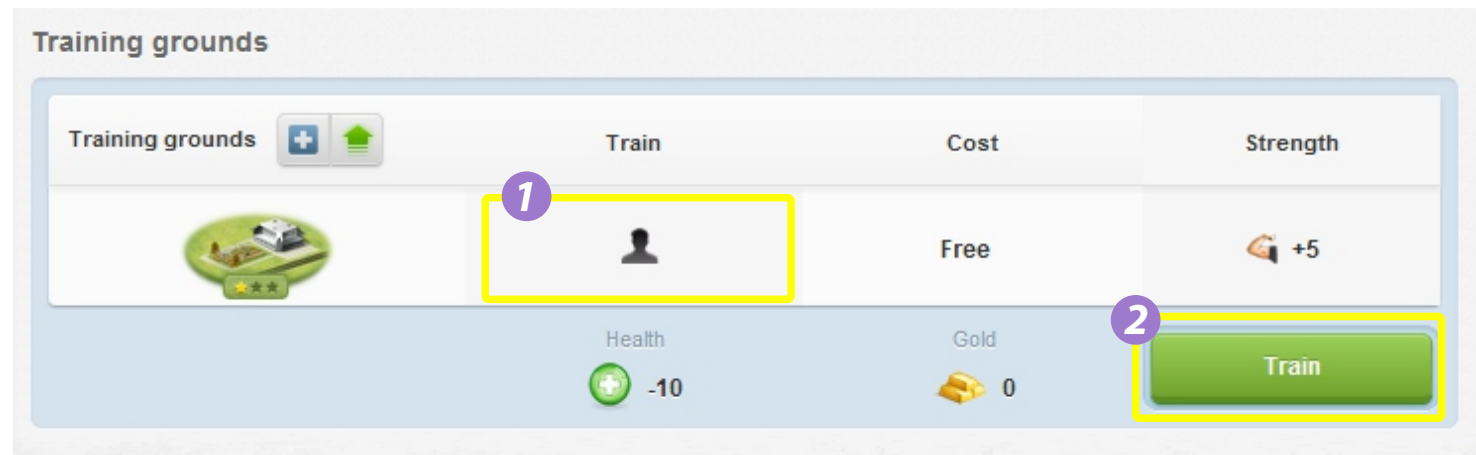 Training grounds
Training grounds Train Cost Strength
1
Free +5
Health Gold 2
-10 0 Train